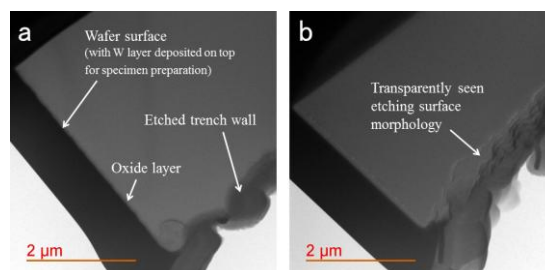 a
Wafer surface
(with W layer deposited on top
for specimen preparation)
Etched trench wall
Oxide layer
2 µm
b
Transparently seen
etching surface
morphology
2 µm